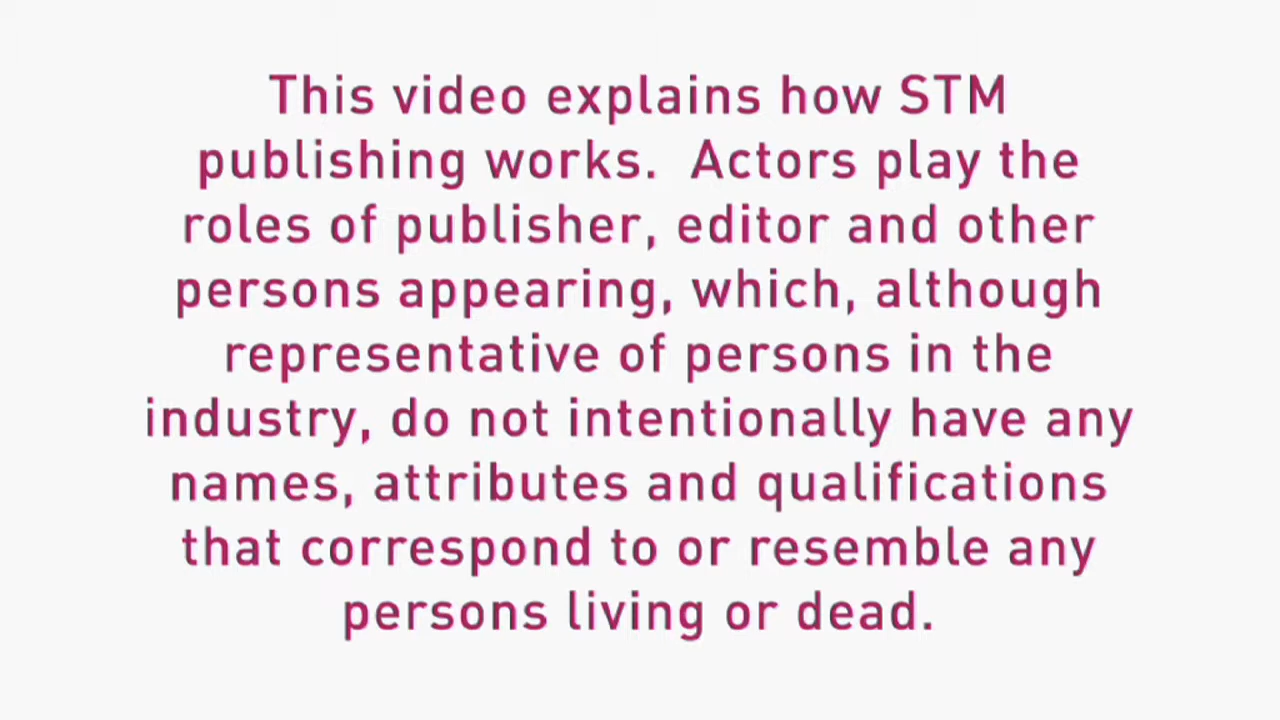 This video explains how STM
publishing works.  Actors play the
roles of publisher, editor and other
persons appearing, which, although
representative of persons in the
industry, do not intentionally have any
names, attributes and qualifications
that correspond to or resemble any
persons living or dead.